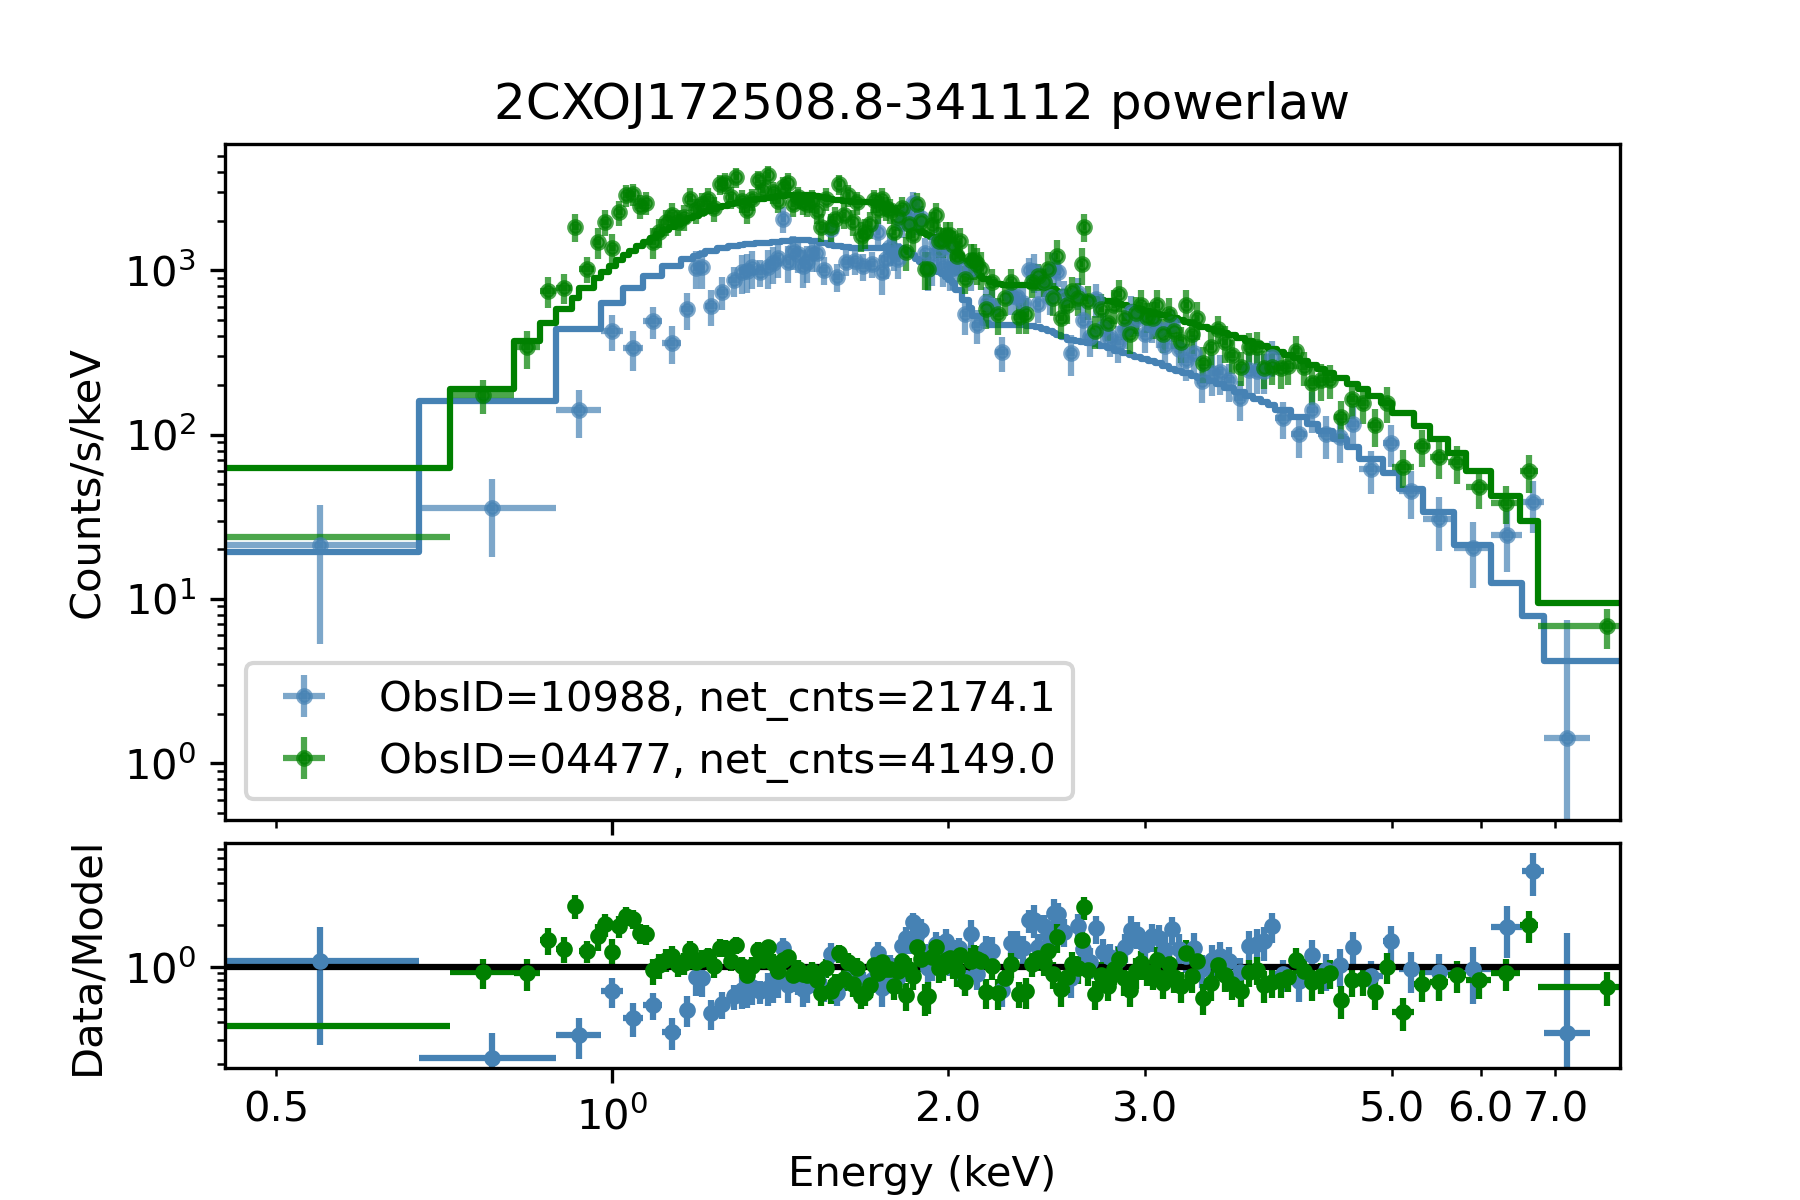 2CXOJ172508.8-341112 powerlaw
Counts/s/keV
10³
10²
10¹
10⁰
ObsID=10988, net_cnts=2174.1
ObsID=04477, net_cnts=4149.0
Data/Model
10⁰
0.5 10⁰ 2.0 3.0 5.0 6.0 7.0
Energy (keV)